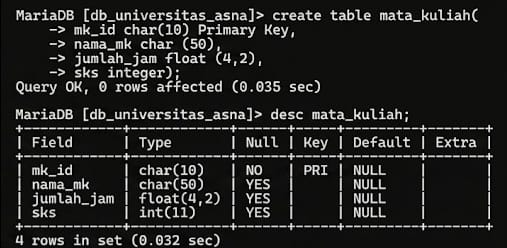 MariaDB [db_universitas_asna]> create table mata_kuliah(
    -> mk_id char(10) Primary Key,
    -> nama_mk char (50),
    -> jumlah_jam float (4,2),
    -> sks integer);
Query OK, 0 rows affected (0.035 sec)

MariaDB [db_universitas_asna]> desc mata_kuliah;
+------------+------------+------+-----+---------+-------+
| Field      | Type       | Null | Key | Default | Extra |
+------------+------------+------+-----+---------+-------+
| mk_id      | char(10)   | NO   | PRI | NULL    |       |
| nama_mk    | char(50)   | YES  |     | NULL    |       |
| jumlah_jam | float(4,2) | YES  |     | NULL    |       |
| sks        | int(11)    | YES  |     | NULL    |       |
+------------+------------+------+-----+---------+-------+
4 rows in set (0.032 sec)